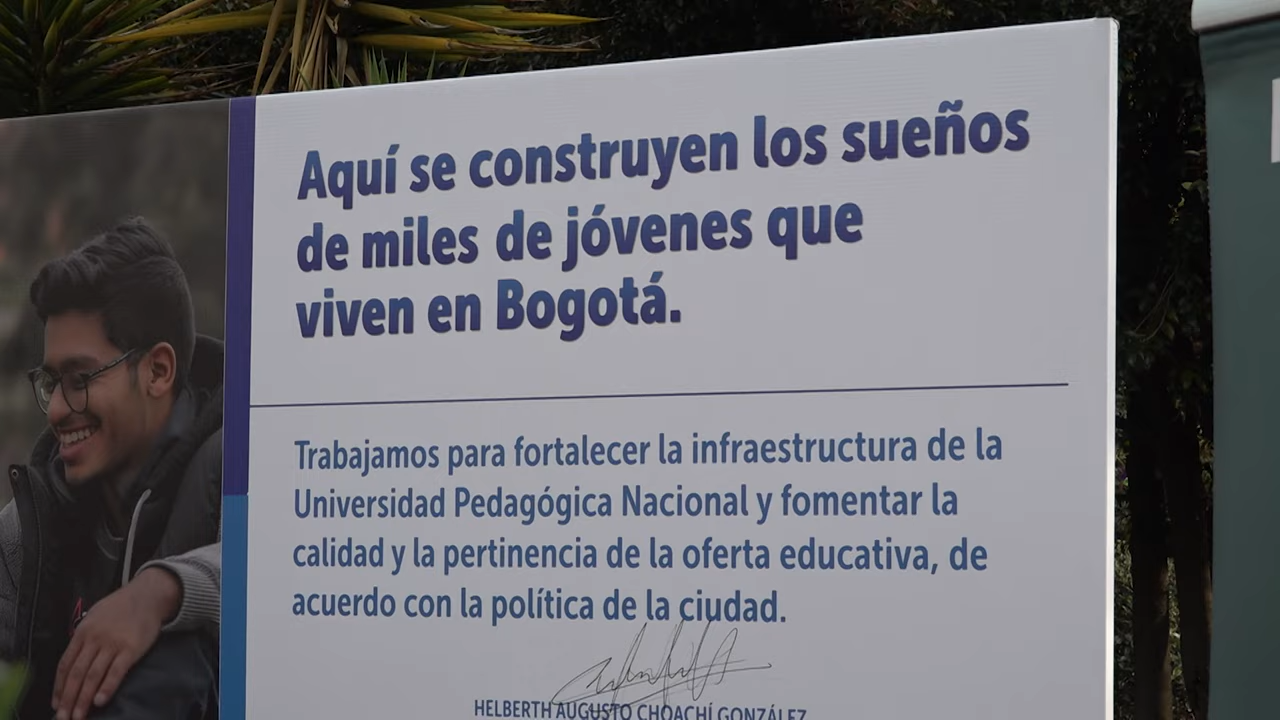 Aquí se construyen los sueños
de miles de jóvenes que
viven en Bogotá.
Trabajamos para fortalecer la infraestructura de la
Universidad Pedagógica Nacional y fomentar la
calidad y la pertinencia de la oferta educativa, de
acuerdo con la política de la ciudad.
HELBERTH AUGUSTO CHOACHÍ GONZÁLEZ